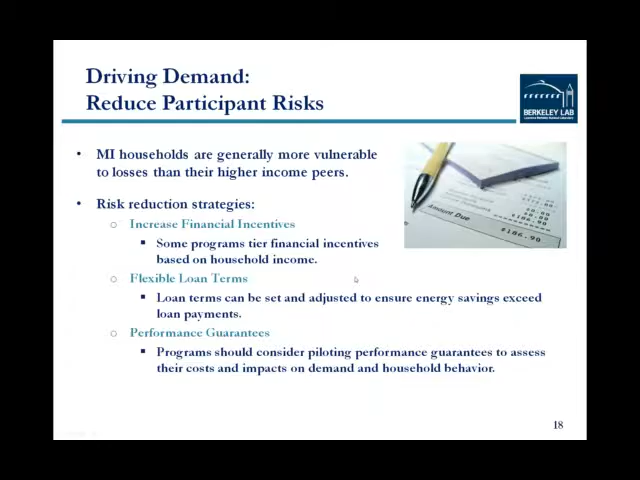 Driving Demand:
Reduce Participant Risks
BERKELEY LAB
• MI households are generally more vulnerable
to losses than their higher income peers.
• Risk reduction strategies:
○ Increase Financial Incentives
▪ Some programs tier financial incentives
based on household income.
○ Flexible Loan Terms
▪ Loan terms can be set and adjusted to ensure energy savings exceed
loan payments.
○ Performance Guarantees
▪ Programs should consider piloting performance guarantees to assess
their costs and impacts on demand and household behavior.
Amount Due
$186.90
18